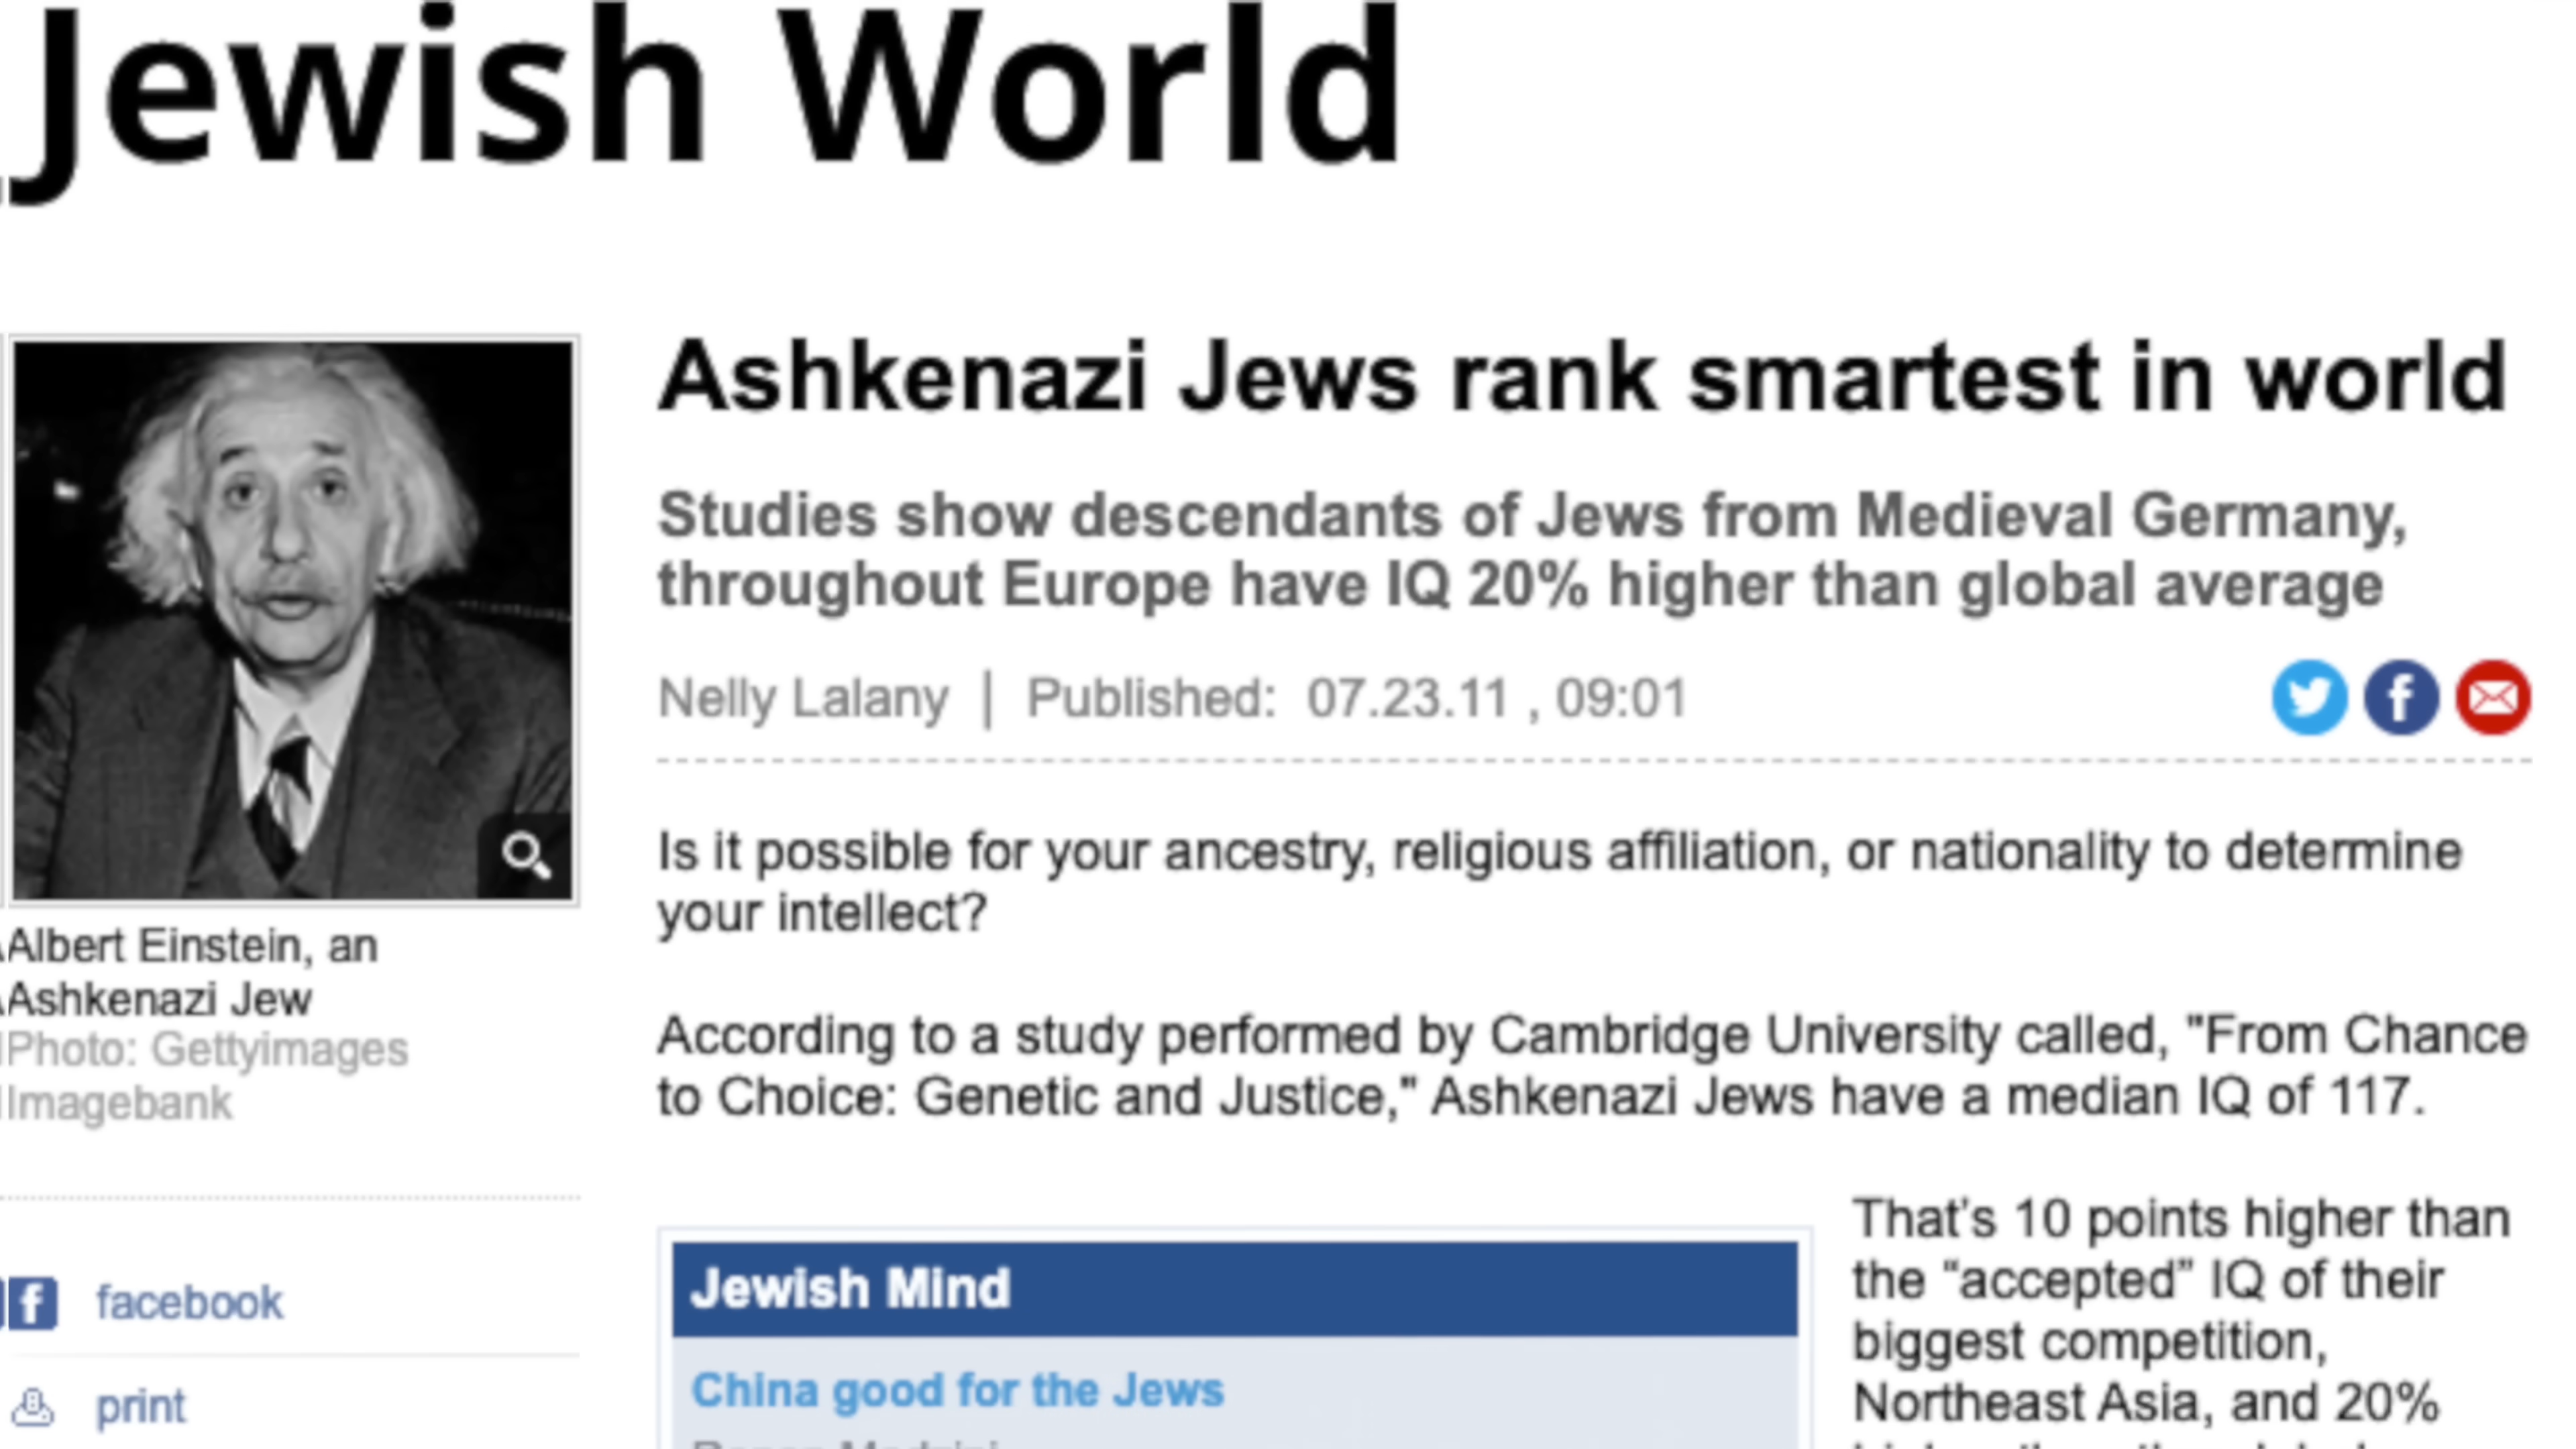 Jewish World
Ashkenazi Jews rank smartest in world
Studies show descendants of Jews from Medieval Germany,
throughout Europe have IQ 20% higher than global average
Nelly Lalany | Published: 07.23.11 , 09:01
Is it possible for your ancestry, religious affiliation, or nationality to determine
your intellect?
According to a study performed by Cambridge University called, "From Chance
to Choice: Genetic and Justice," Ashkenazi Jews have a median IQ of 117.
That's 10 points higher than
the “accepted” IQ of their
biggest competition,
Northeast Asia, and 20%
Jewish Mind
China good for the Jews
Albert Einstein, an
Ashkenazi Jew
Photo: Gettyimages
Imagebank
facebook
print